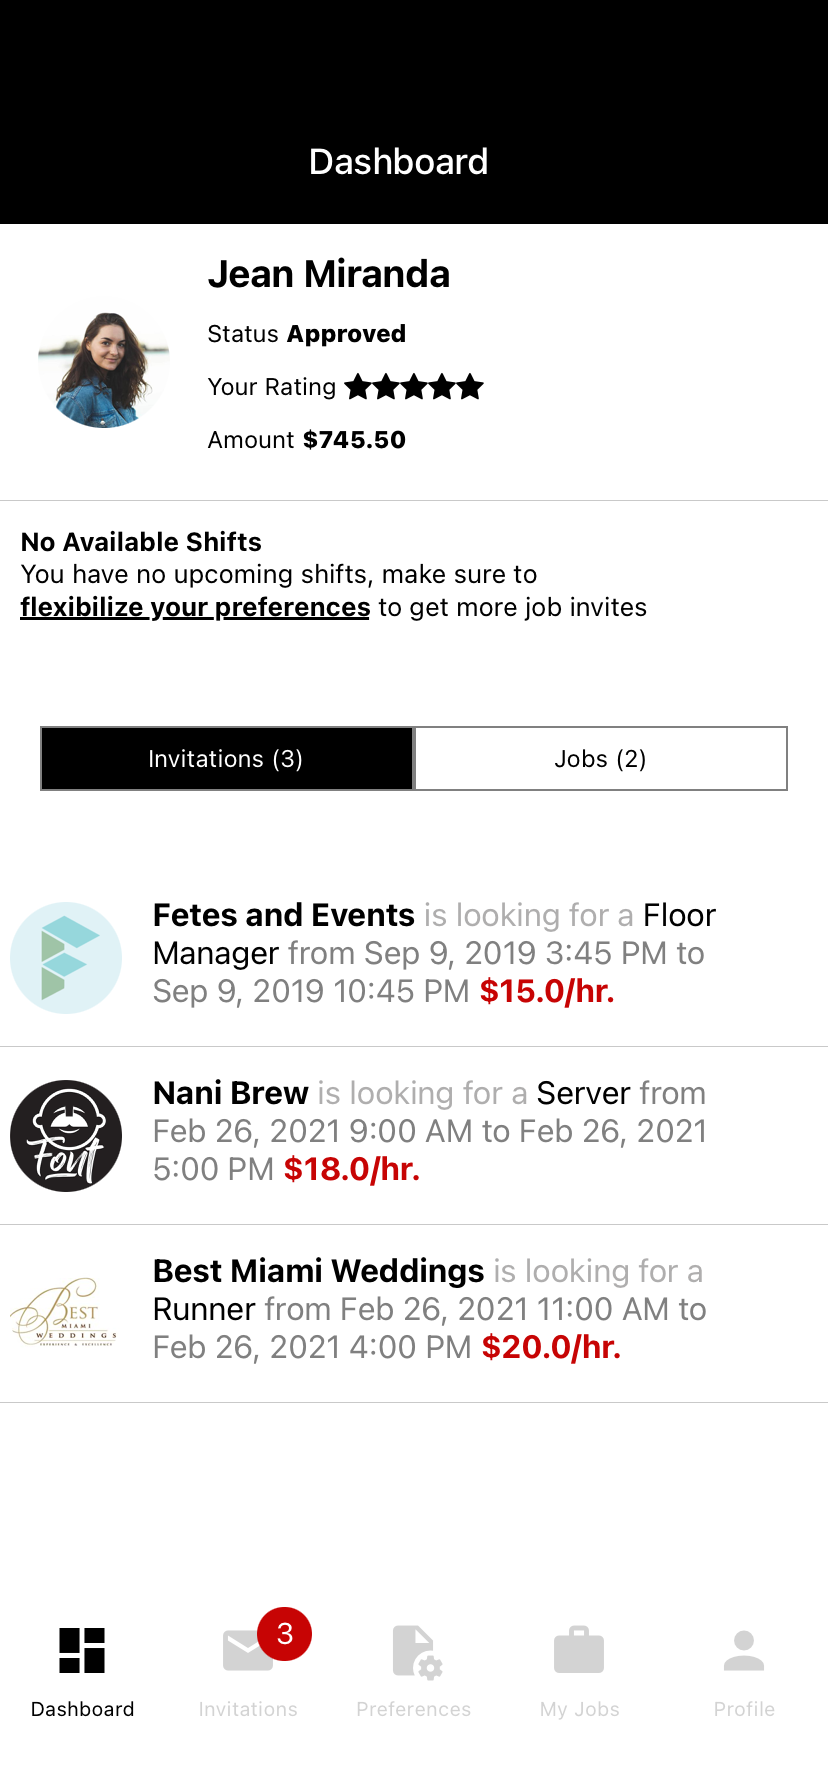 Dashboard
Jean Miranda
Status Approved
Your Rating
Amount $745.50
No Available Shifts
You have no upcoming shifts, make sure to
flexibilize your preferences to get more job invites
Invitations (3)
Jobs (2)
Fetes and Events is looking for a Floor
Manager from Sep 9, 2019 3:45 PM to
Sep 9, 2019 10:45 PM $15.0/hr.
Font
Nani Brew is looking for a Server from
Feb 26, 2021 9:00 AM to Feb 26, 2021
5:00 PM $18.0/hr.
BEST
MIAMI
WEDDINGS
EXPERIENCE & EXCELLENCE
Best Miami Weddings is looking for a
Runner from Feb 26, 2021 11:00 AM to
Feb 26, 2021 4:00 PM $20.0/hr.
3
Dashboard
Invitations
Preferences
My Jobs
Profile